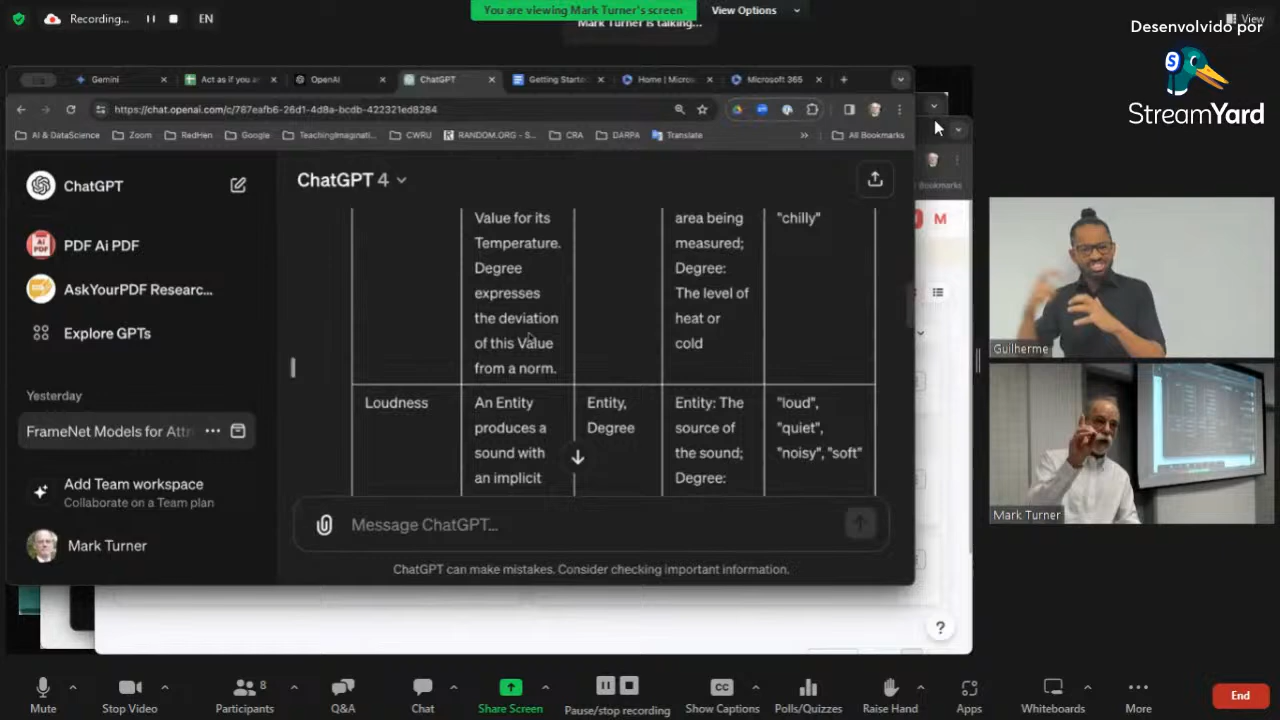 Recording...
EN
You are viewing Mark Turner's screen
View Options
Mark Turner is talking...
View
Desenvolvido por
StreamYard
Gemini
Act as if you a
OpenAI
ChatGPT
Getting Starte
Home | Micro
Microsoft 365
https://chat.openai.com/c/787eafb6-26d1-4d8a-bcdb-422321ed8284
AI & DataScience
Zoom
RedHen
Google
TeachingImaginati...
CWRU
RANDOM.ORG - S...
CRA
DARPA
Translate
All Bookmarks
ChatGPT
PDF Ai PDF
AskYourPDF Researc...
Explore GPTs
Yesterday
FrameNet Models for Attr
Add Team workspace
Collaborate on a Team plan
Mark Turner
ChatGPT 4
Value for its
Temperature.
Degree
expresses
the deviation
of this Value
from a norm.
area being
measured;
Degree:
The level of
heat or
cold
"chilly"
Loudness
An Entity
produces a
sound with
an implicit
Entity,
Degree
Entity: The
source of
the sound;
Degree:
"loud",
"quiet",
"noisy", "soft"
Message ChatGPT...
ChatGPT can make mistakes. Consider checking important information.
M
?
Guilherme
Mark Turner
Mute
Stop Video
8
Participants
Q&A
Chat
Share Screen
Pause/stop recording
CC
Show Captions
Polls/Quizzes
Raise Hand
Apps
Whiteboards
More
End